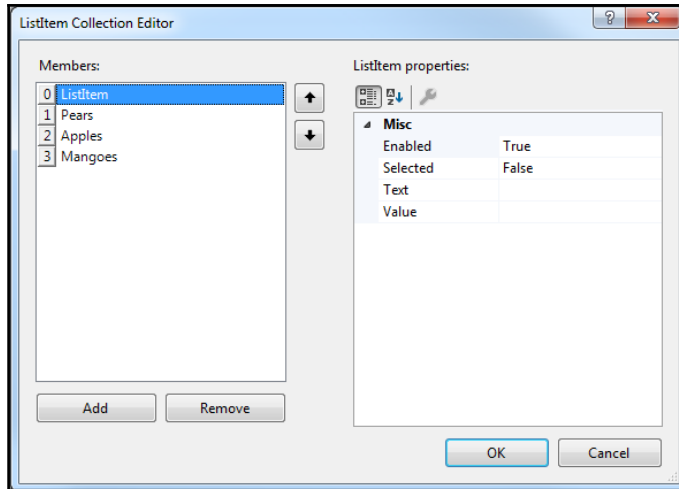 ListItem Collection Editor
?
X
Members:
0 ListItem
1 Pears
2 Apples
3 Mangoes
Add
Remove
ListItem properties:
A
Z
Misc
Enabled True
Selected False
Text
Value
OK
Cancel